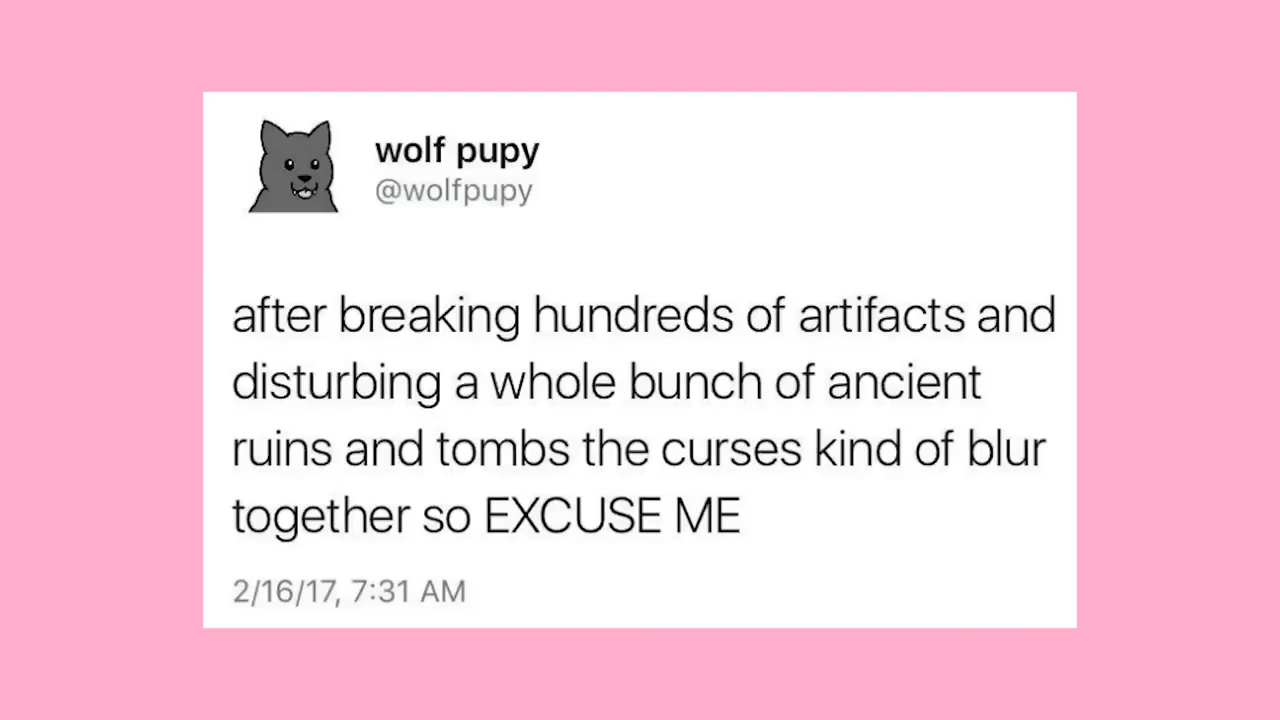 wolf pupy
@wolfpupy
after breaking hundreds of artifacts and
disturbing a whole bunch of ancient
ruins and tombs the curses kind of blur
together so EXCUSE ME
2/16/17, 7:31 AM